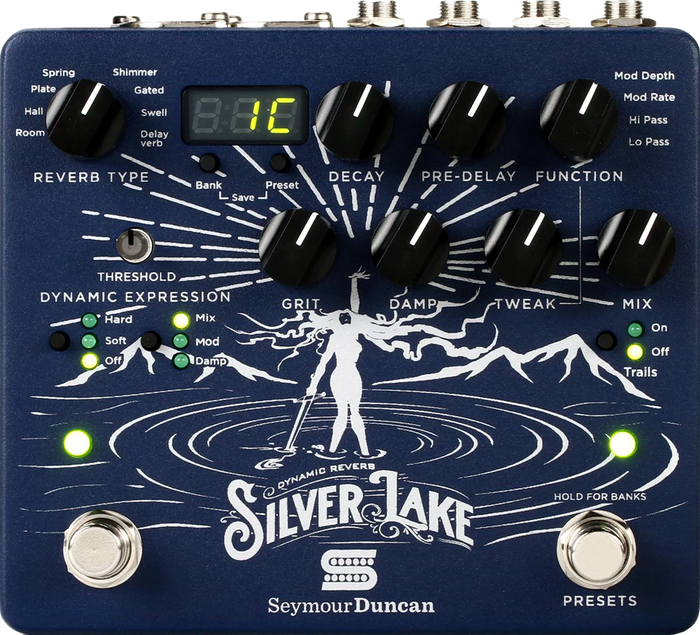 Spring
Shimmer
Plate
Gated
Hall
Swell
Room
Delay
verb
1C
Mod Depth
Mod Rate
Hi Pass
Lo Pass
REVERB TYPE
Bank
Preset
Save
DECAY
PRE-DELAY
FUNCTION
THRESHOLD
GRIT
DAMP
TWEAK
MIX
DYNAMIC EXPRESSION
Hard
Mix
Soft
Mod
Off
Damp
On
Off
Trails
DYNAMIC REVERB
SILVER LAKE
HOLD FOR BANKS
PRESETS
Seymour Duncan